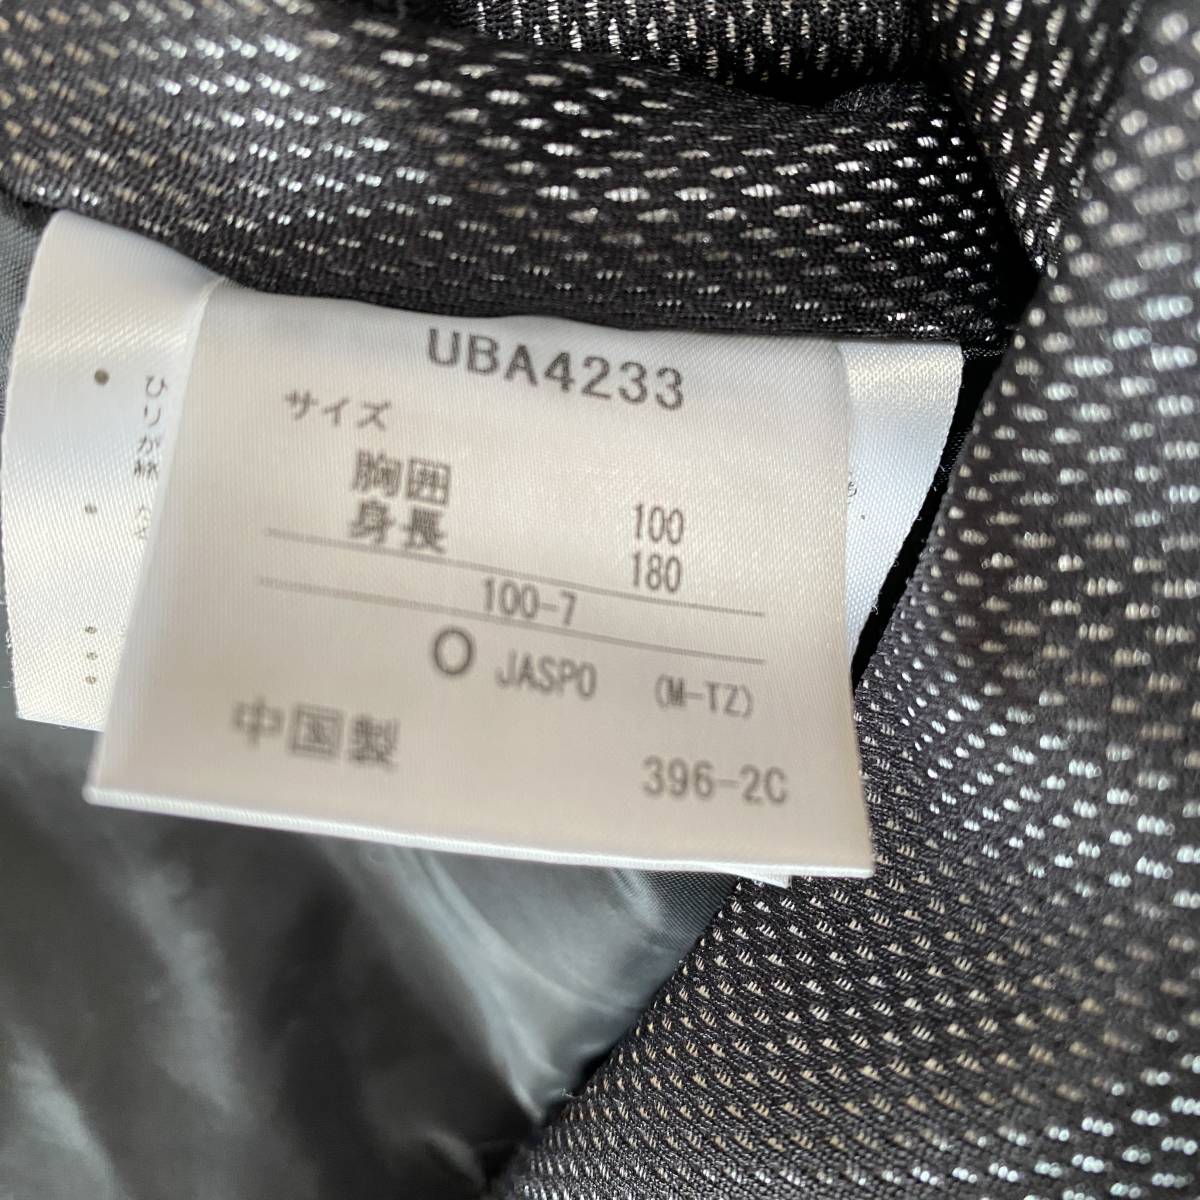 UBA4233
サイズ
胸囲 100
身長 180
100-7
O JASPO (M-TZ)
中国製
396-2C
ひりが
も